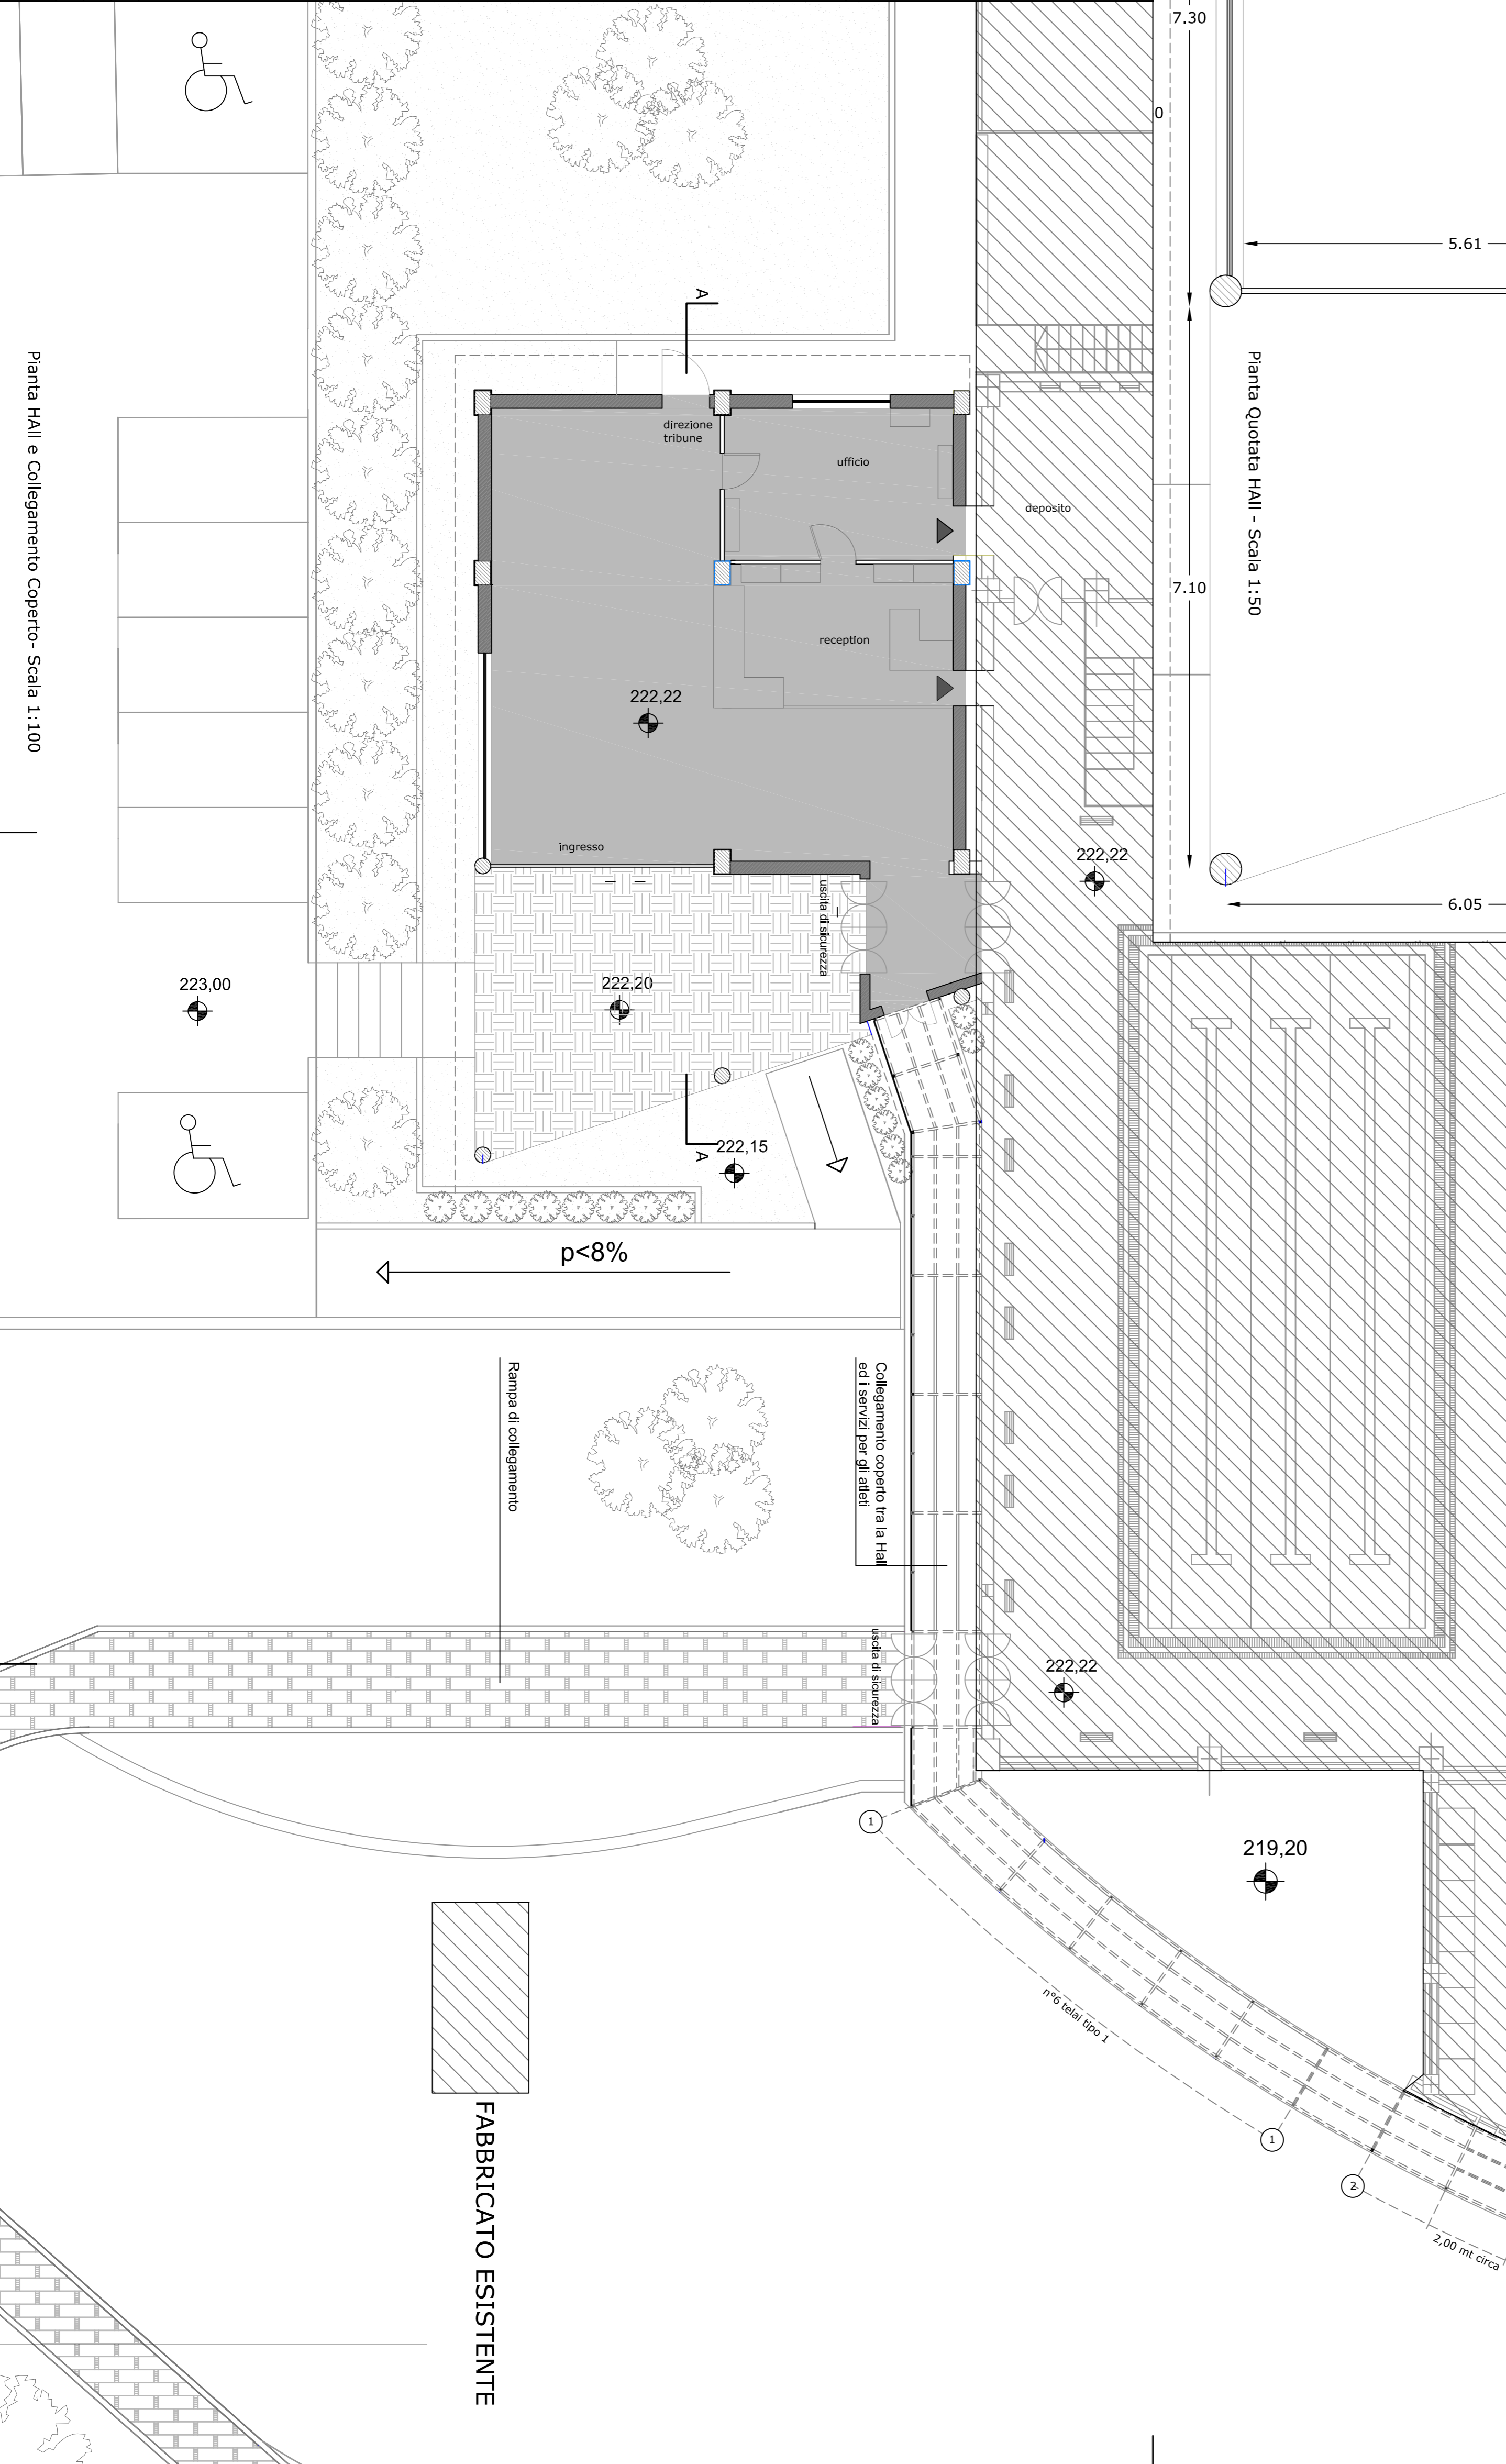 7.30
0
5.61
A
Pianta HAll e Collegamento Coperto- Scala 1:100
Pianta Quotata HAll - Scala 1:50
direzione
tribune
ufficio
deposito
7.10
reception
222,22
ingresso
222,22
uscita di sicurezza
6.05
223,00
222,20
222,15
A
p<8%
Rampa di collegamento
Collegamento coperto tra la Hall
ed i servizi per gli atleti
uscita di sicurezza
222,22
1
219,20
n°6 telai tipo 1
1
2
2,00 mt circa
FABBRICATO ESISTENTE